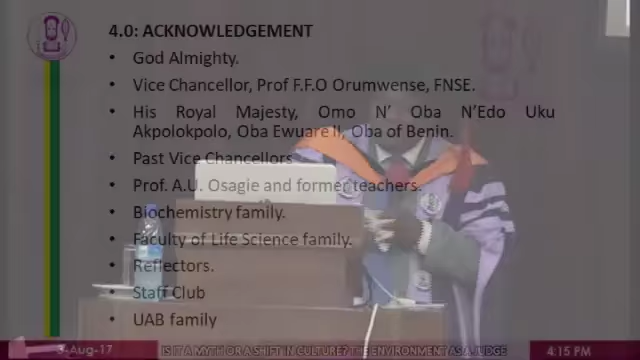 4.0: ACKNOWLEDGEMENT
• God Almighty.
• Vice Chancellor, Prof F.F.O Orumwense, FNSE.
• His Royal Majesty, Omo N’ Oba N’Edo Uku
Akpolokpolo, Oba Ewuare II, Oba of Benin.
• Past Vice Chancellors
• Prof. A.U. Osagie and former teachers.
• Biochemistry family.
• Faculty of Life Science family.
• Reflectors.
• Staff Club
• UAB family
-Aug-17
IS IT A MYTH OR A SHIFT IN CULTURE? THE ENVIRONMENT AS A JUDGE
4:15 PM